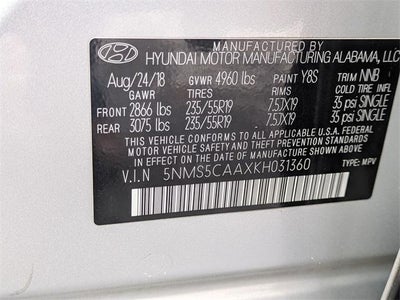 MANUFACTURED BY
HYUNDAI MOTOR MANUFACTURING ALABAMA, LLC
Aug/24/18 GVWR 4960 lbs PAINT Y8S TRIM NNB
GAWR TIRES RIMS COLD TIRE INFL
FRONT 2866 lbs 235/55R19 7.5JX19 35 psi SINGLE
REAR 3075 lbs 235/55R19 7.5JX19 35 psi SINGLE
THIS VEHICLE CONFORMS TO ALL APPLICABLE U.S.A. FEDERAL
MOTOR VEHICLE SAFETY AND THEFT PREVENTION STANDARDS
IN EFFECT ON THE DATE OF MANUFACTURE SHOWN ABOVE.
V.I.N 5NMS5CAAXKH031360 TYPE: MPV